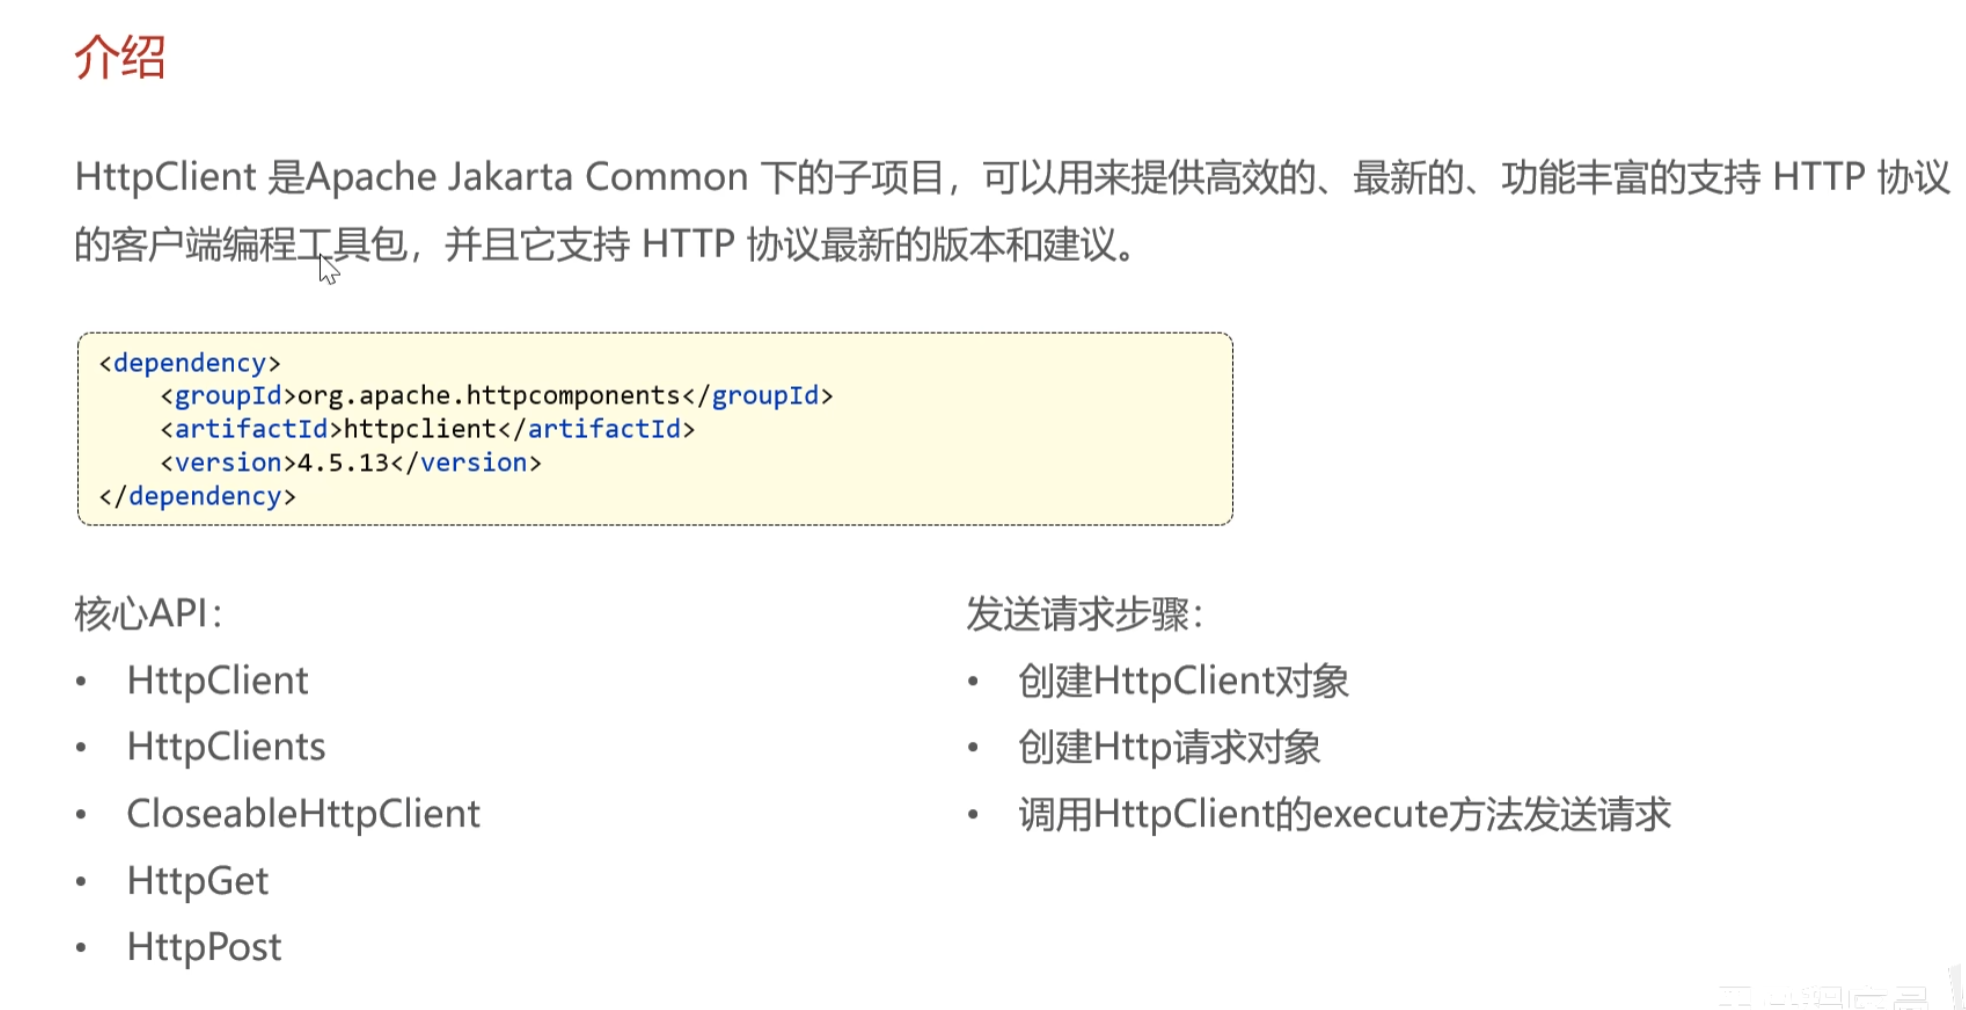 介绍
HttpClient 是Apache Jakarta Common 下的子项目，可以用来提供高效的、最新的、功能丰富的支持 HTTP 协议
的客户端编程工具包，并且它支持 HTTP 协议最新的版本和建议。
<dependency>
    <groupId>org.apache.httpcomponents</groupId>
    <artifactId>httpclient</artifactId>
    <version>4.5.13</version>
</dependency>
核心API：
• HttpClient
• HttpClients
• CloseableHttpClient
• HttpGet
• HttpPost
发送请求步骤：
• 创建HttpClient对象
• 创建Http请求对象
• 调用HttpClient的execute方法发送请求